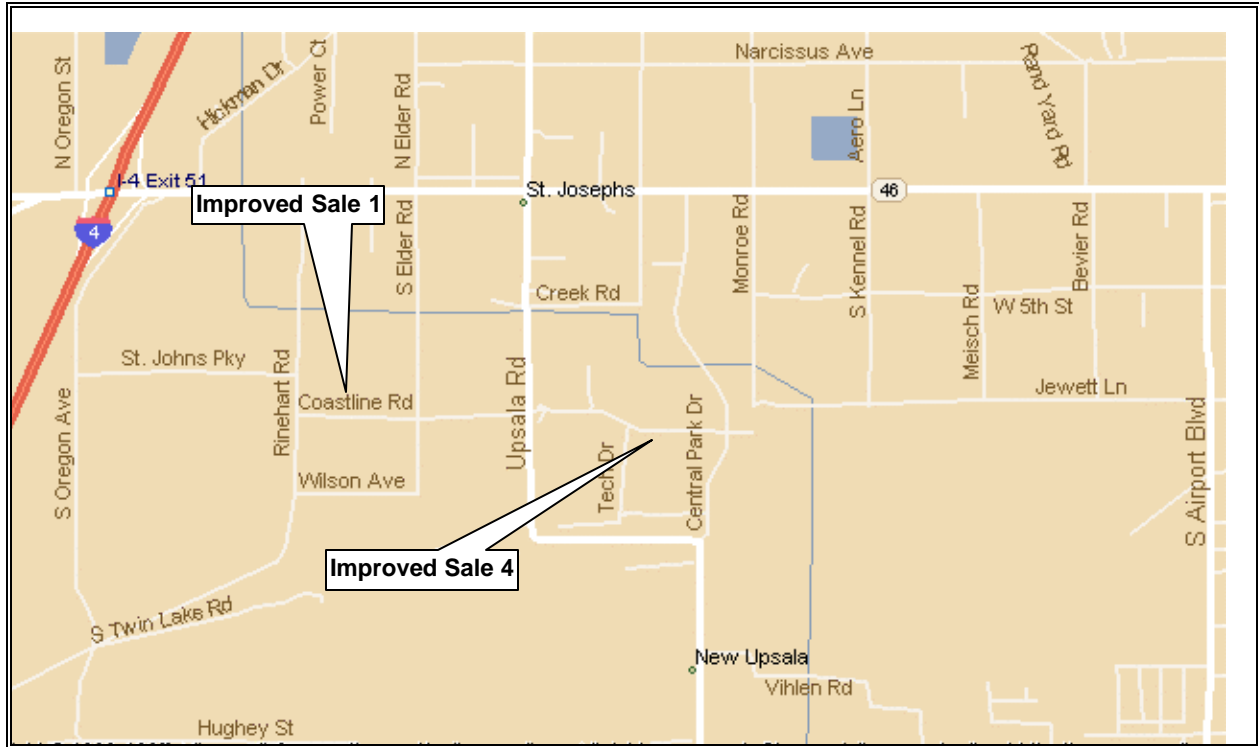 Narcissus Ave
N Oregon St
Hickman Dr
Power Ct
N Elder Rd
Aero Ln
Rand Yard Rd
I-4 Exit 51
Improved Sale 1
St. Josephs
46
4
S Elder Rd
Monroe Rd
S Kennel Rd
Bevier Rd
Creek Rd
W 5th St
Meisch Rd
St. Johns Pky
Rinehart Rd
Coastline Rd
Upsala Rd
Jewett Ln
S Oregon Ave
Wilson Ave
Tech Dr
Central Park Dr
S Airport Blvd
Improved Sale 4
S Twin Lake Rd
New Upsala
Vihlen Rd
Hughey St